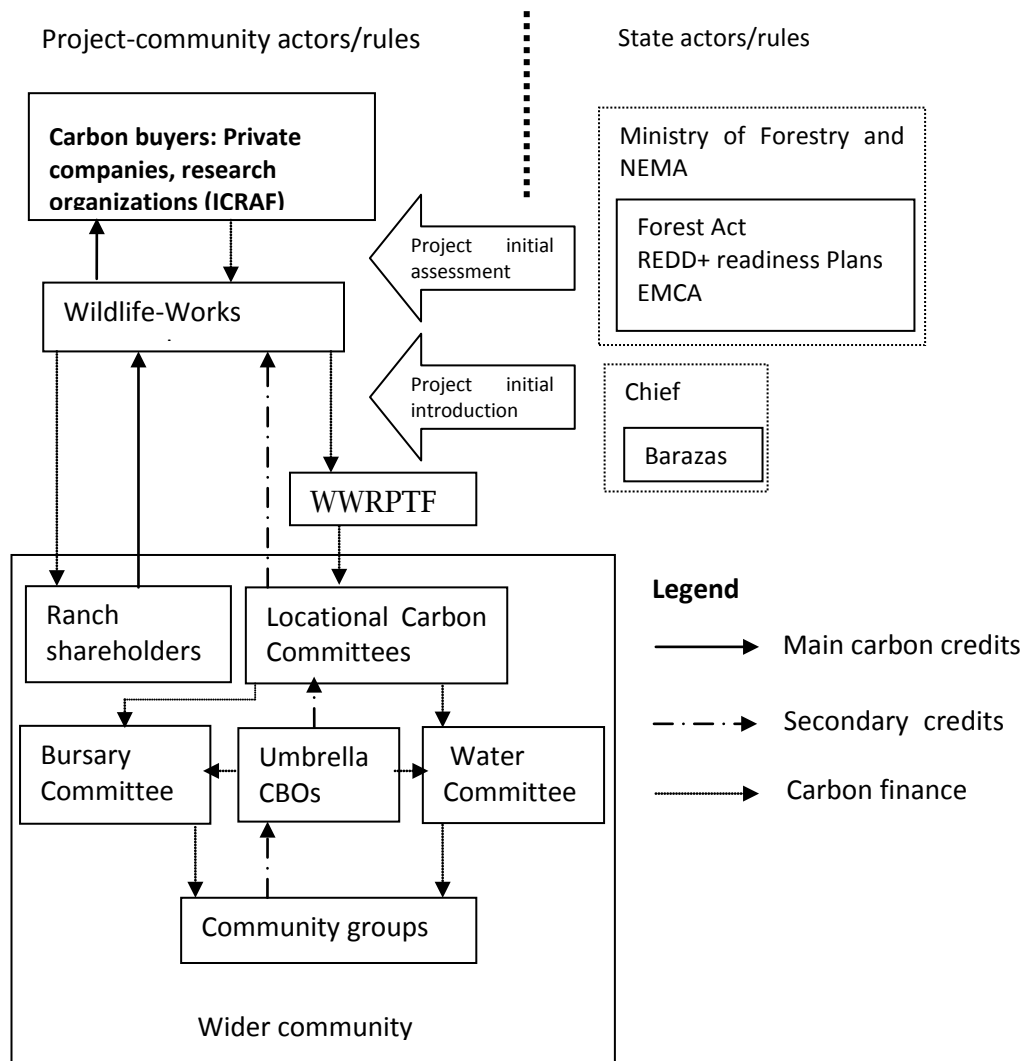 Project-community actors/rules
State actors/rules
Carbon buyers: Private
companies, research
organizations (ICRAF)
Ministry of Forestry and
NEMA
Forest Act
REDD+ readiness Plans
EMCA
Project initial
assessment
Wildlife-Works
Project initial
introduction
Chief
Barazas
WWRPTF
Ranch
shareholders
Locational Carbon
Committees
Bursary
Committee
Umbrella
CBOs
Water
Committee
Community groups
Wider community
Legend
Main carbon credits
Secondary credits
Carbon finance